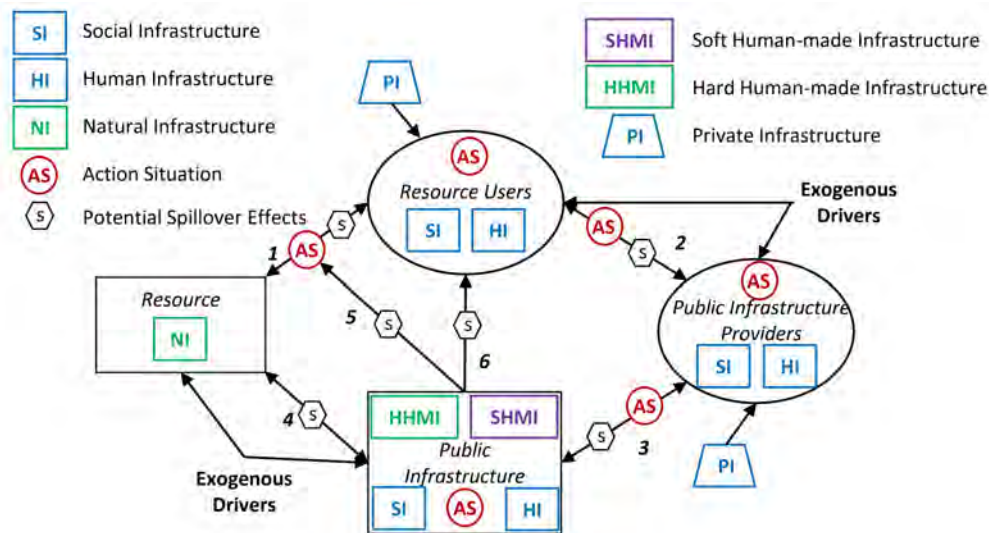 SI Social Infrastructure
HI Human Infrastructure
NI Natural Infrastructure
AS Action Situation
S Potential Spillover Effects
SHMI Soft Human-made Infrastructure
HHMI Hard Human-made Infrastructure
PI Private Infrastructure
PI
AS
Resource Users
SI HI
Exogenous
Drivers
1 AS S
AS S 2
Resource
NI
5 S
S 6
AS
Public Infrastructure
Providers
SI HI
4 S
HHMI SHMI
Public
Infrastructure
SI AS HI
S AS 3
PI
Exogenous
Drivers